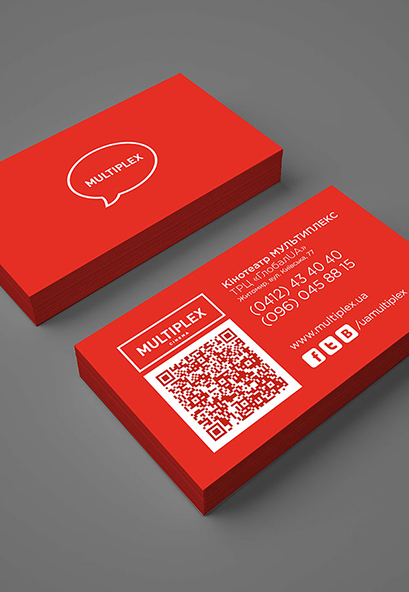 MULTIPLEX
MULTIPLEX
CINEMA
Кінотеатр МУЛЬТИПЛЕКС
ТРЦ «ГлобалUA»
Житомир, вул. Київська, 77
(0412) 43 40 40
(096) 045 88 15
www.multiplex.ua
f t B /uamultiplex